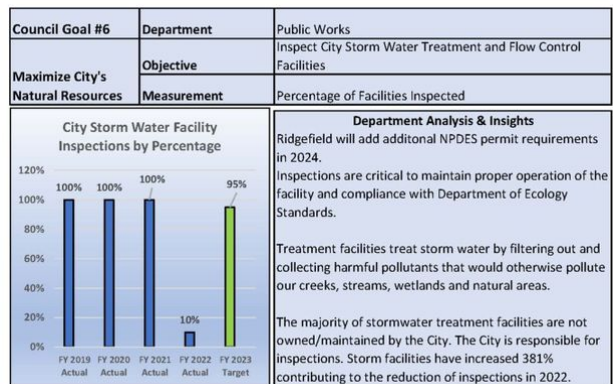 Council Goal #6
Department
Public Works
Maximize City's
Natural Resources
Objective
Inspect City Storm Water Treatment and Flow Control
Facilities
Measurement
Percentage of Facilities Inspected
City Storm Water Facility
Inspections by Percentage
120%
100%
80%
60%
40%
20%
0%
100%
100%
100%
10%
95%
FY 2019
Actual
FY 2020
Actual
FY 2021
Actual
FY 2022
Actual
FY 2023
Target
Department Analysis & Insights
Ridgefield will add additonal NPDES permit requirements
in 2024.
Inspections are critical to maintain proper operation of the
facility and compliance with Department of Ecology
Standards.
Treatment facilities treat storm water by filtering out and
collecting harmful pollutants that would otherwise pollute
our creeks, streams, wetlands and natural areas.
The majority of stormwater treatment facilities are not
owned/maintained by the City. The City is responsible for
inspections. Storm facilities have increased 381%
contributing to the reduction of inspections in 2022.